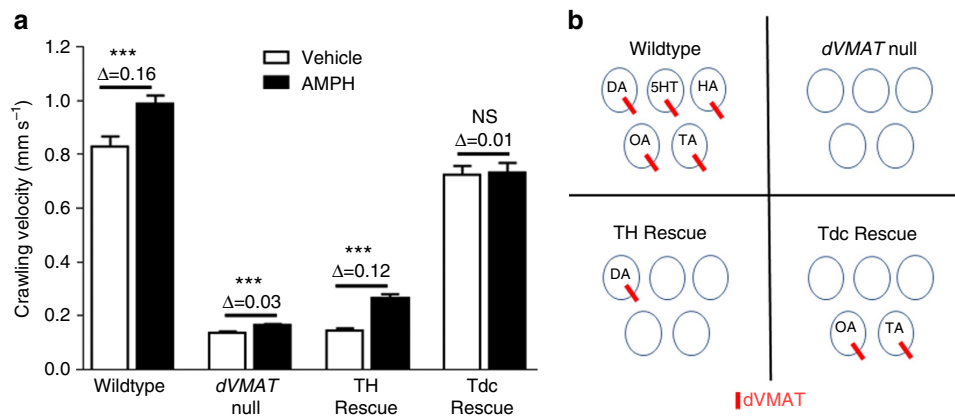 a
Crawling velocity (mm s⁻¹)
1.2
1.0
0.8
0.6
0.4
0.2
0.0
Vehicle
AMPH
***
Δ=0.16
***
Δ=0.03
***
Δ=0.12
NS
Δ=0.01
Wildtype
dVMAT
null
TH
Rescue
Tdc
Rescue
b
Wildtype
DA
5HT
HA
OA
TA
dVMAT null
TH Rescue
DA
Tdc Rescue
OA
TA
dVMAT